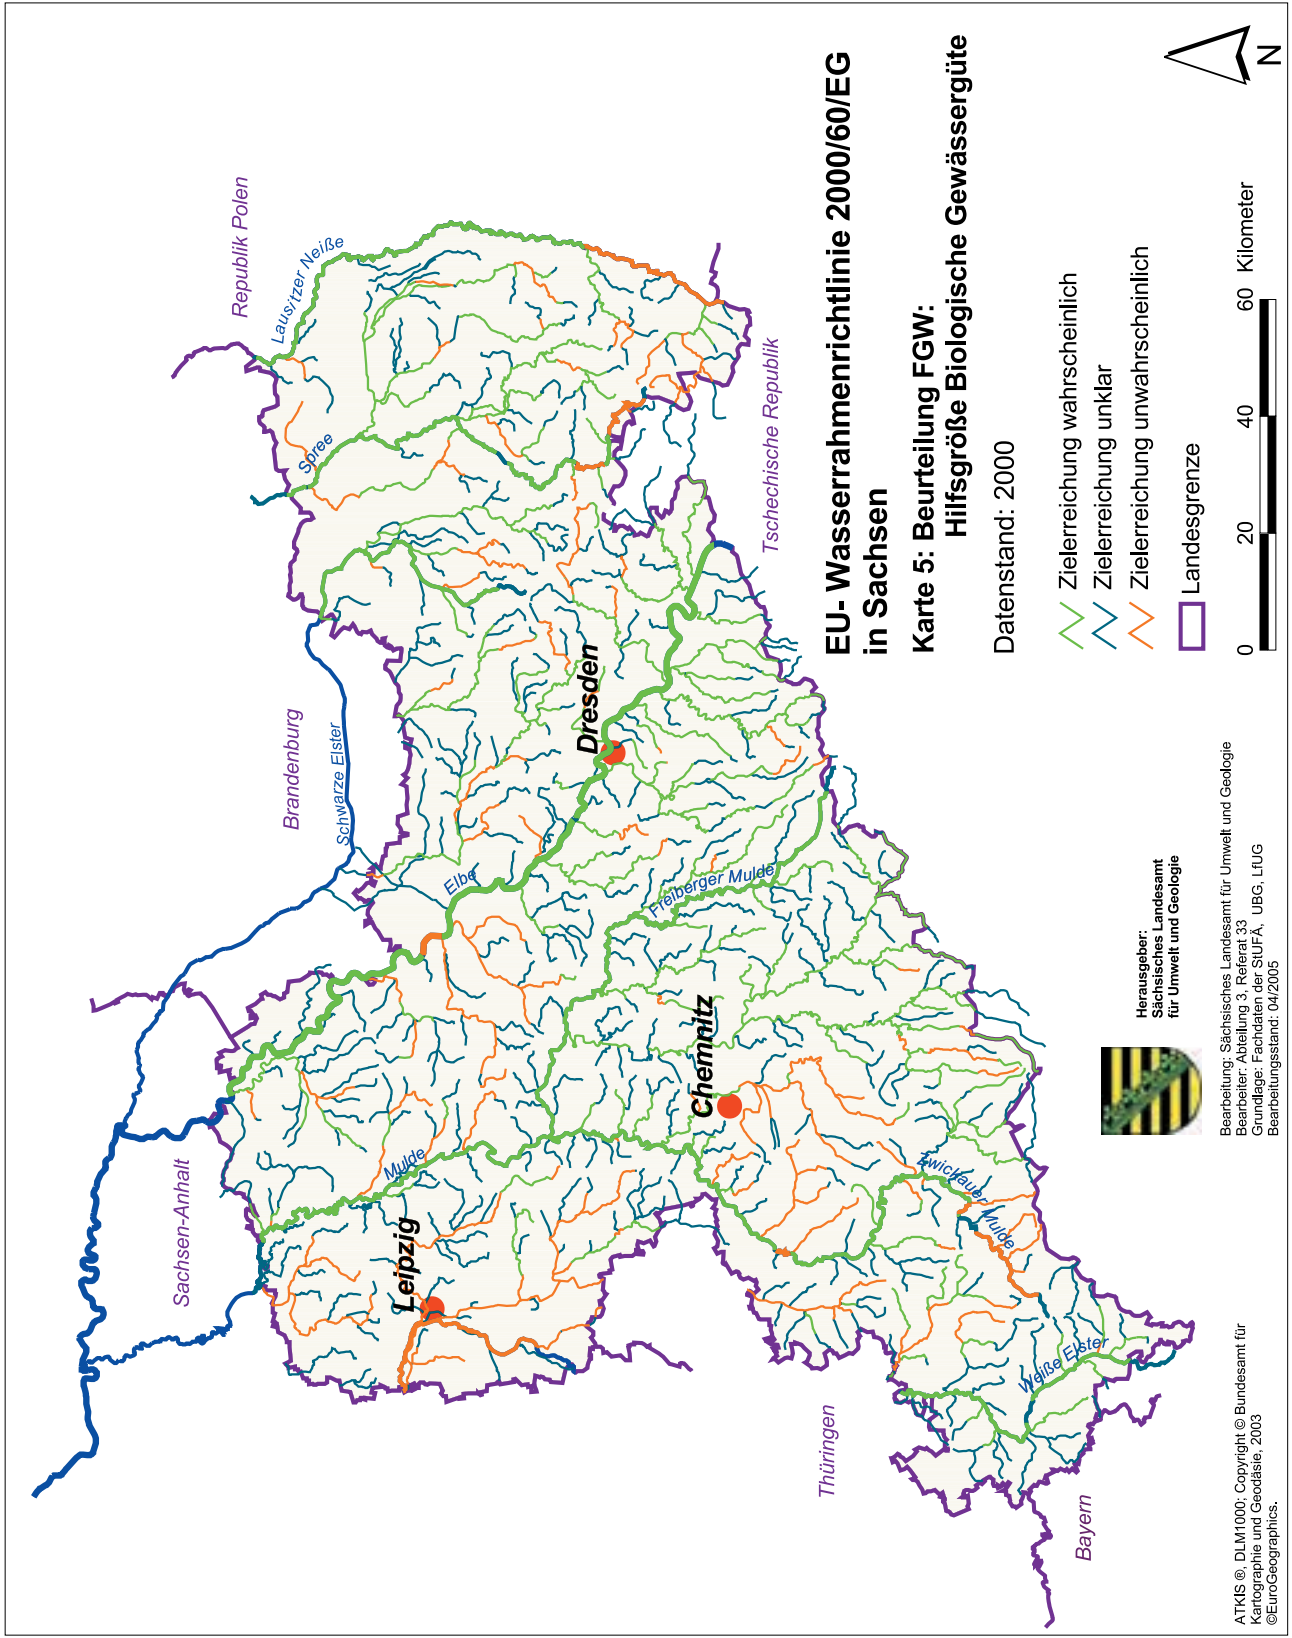 EU- Wasserrahmenrichtlinie 2000/60/EG
in Sachsen
Karte 5: Beurteilung FGW:
Hilfsgröße Biologische Gewässergüte
Datenstand: 2000
Zielerreichung wahrscheinlich
Zielerreichung unklar
Zielerreichung unwahrscheinlich
Landesgrenze
0 20 40 60 Kilometer
N
Republik Polen
Lausitzer Neiße
Spree
Tschechische Republik
Brandenburg
Schwarze Elster
Dresden
Elbe
Freiberger Mulde
Chemnitz
Sachsen-Anhalt
Mulde
Leipzig
Zwickauer Mulde
Weiße Elster
Thüringen
Bayern
Herausgeber:
Sächsisches Landesamt
für Umwelt und Geologie
Bearbeitung: Sächsisches Landesamt für Umwelt und Geologie
Bearbeiter: Abteilung 3, Referat 33
Grundlage: Fachdaten der StUFÄ, UBG, LfUG
Bearbeitungsstand: 04/2005
ATKIS ®, DLM1000; Copyright © Bundesamt für
Kartographie und Geodäsie, 2003
©EuroGeographics.